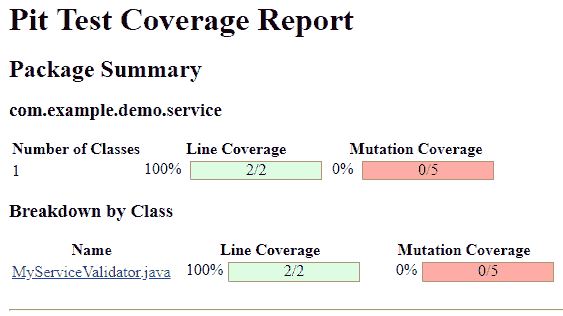 Pit Test Coverage Report
Package Summary
com.example.demo.service
Number of Classes Line Coverage Mutation Coverage
1 100% 2/2 0% 0/5
Breakdown by Class
Name Line Coverage Mutation Coverage
MyServiceValidator.java 100% 2/2 0% 0/5